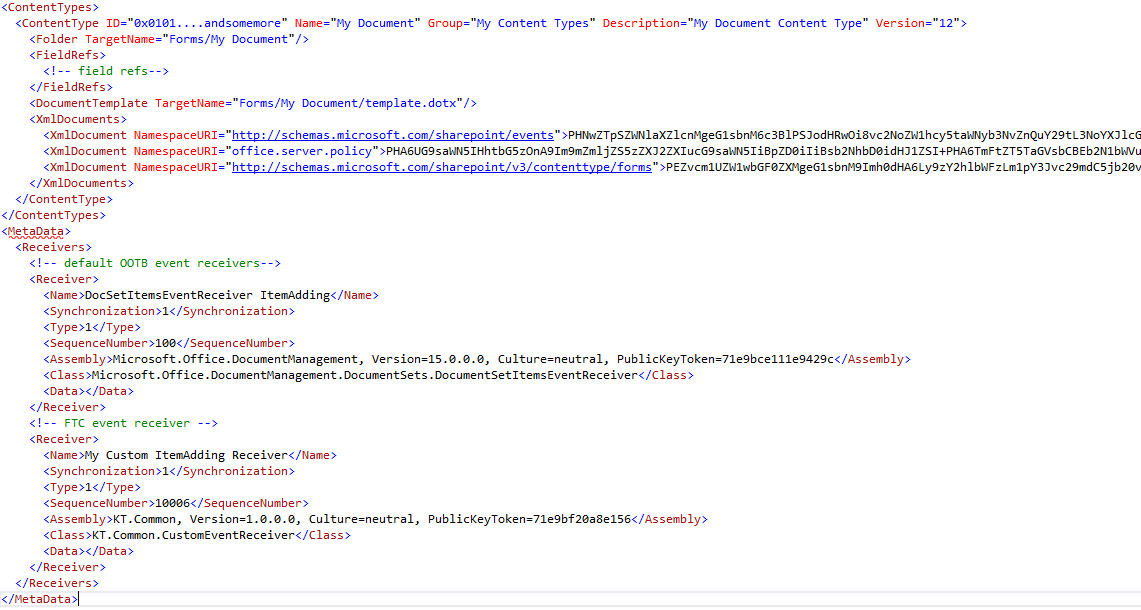 <ContentTypes>
<ContentType ID="0x0101....andsomemore" Name="My Document" Group="My Content Types" Description="My Document Content Type" Version="12">
<Folder TargetName="Forms/My Document"/>
<FieldRefs>
<!-- field refs-->
</FieldRefs>
<DocumentTemplate TargetName="Forms/My Document/template.dotx"/>
<XmlDocuments>
<XmlDocument NamespaceURI="http://schemas.microsoft.com/sharepoint/events">
<XmlDocument NamespaceURI="office.server.policy">
<XmlDocument NamespaceURI="http://schemas.microsoft.com/sharepoint/v3/contenttype/forms">
</XmlDocuments>
</ContentType>
</ContentTypes>
<MetaData>
<Receivers>
<!-- default OOTB event receivers-->
<Receiver>
<Name>DocSetItemsEventReceiver ItemAdding</Name>
<Synchronization>1</Synchronization>
<Type>1</Type>
<SequenceNumber>100</SequenceNumber>
<Assembly>Microsoft.Office.DocumentManagement, Version=15.0.0.0, Culture=neutral, PublicKeyToken=71e9bce111e9429c</Assembly>
<Class>Microsoft.Office.DocumentManagement.DocumentSets.DocumentSetItemsEventReceiver</Class>
<Data></Data>
</Receiver>
<!-- FTC event receiver -->
<Receiver>
<Name>My Custom ItemAdding Receiver</Name>
<Synchronization>1</Synchronization>
<Type>1</Type>
<SequenceNumber>10006</SequenceNumber>
<Assembly>KT.Common, Version=1.0.0.0, Culture=neutral, PublicKeyToken=71e9bf20a8e156</Assembly>
<Class>KT.Common.CustomEventReceiver</Class>
<Data></Data>
</Receiver>
</Receivers>
</MetaData>